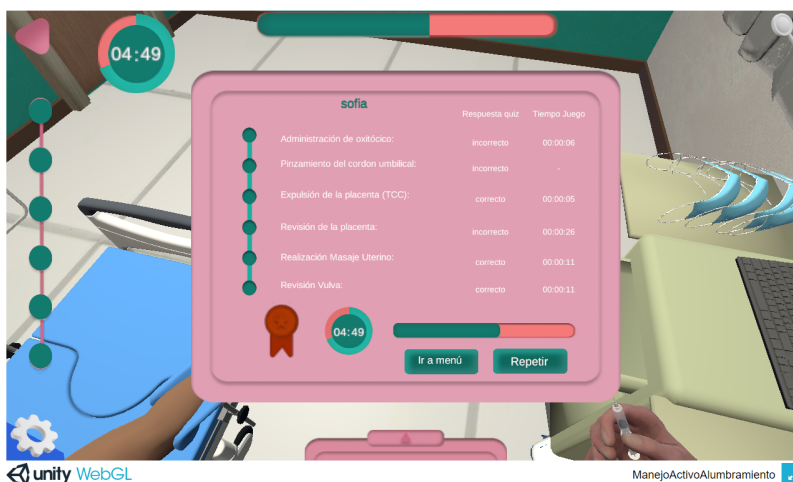 04:49
sofia
Respuesta quiz Tiempo Juego
Administración de oxitócico: incorrecto 00:00:06
Pinzamiento del cordon umbilical: incorrecto -
Expulsión de la placenta (TCC): correcto 00:00:05
Revisión de la placenta: incorrecto 00:00:26
Realización Masaje Uterino: correcto 00:00:11
Revisión Vulva: correcto 00:00:11
04:49
Ir a menú Repetir
unity WebGL ManejoActivoAlumbramiento